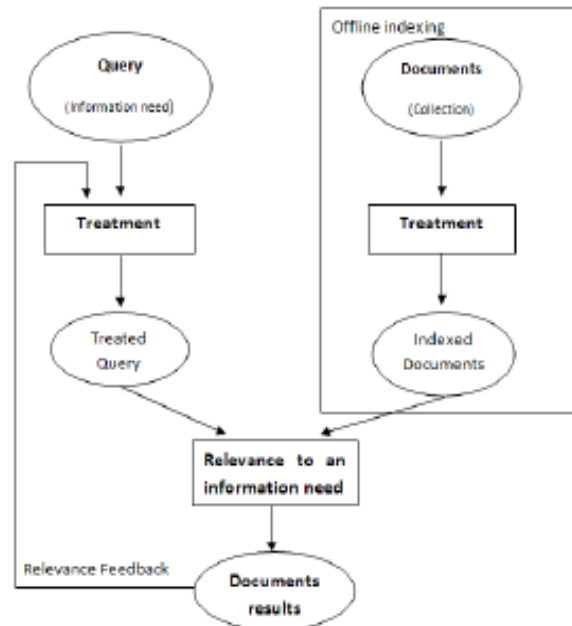 Offline indexing
Query
(Information need)
Documents
(Collection)
Treatment
Treatment
Treated
Query
Indexed
Documents
Relevance to an
information need
Relevance Feedback
Documents
results